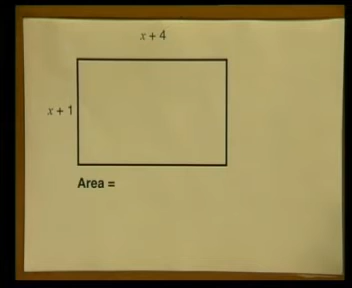 x + 4
x + 1
Area =